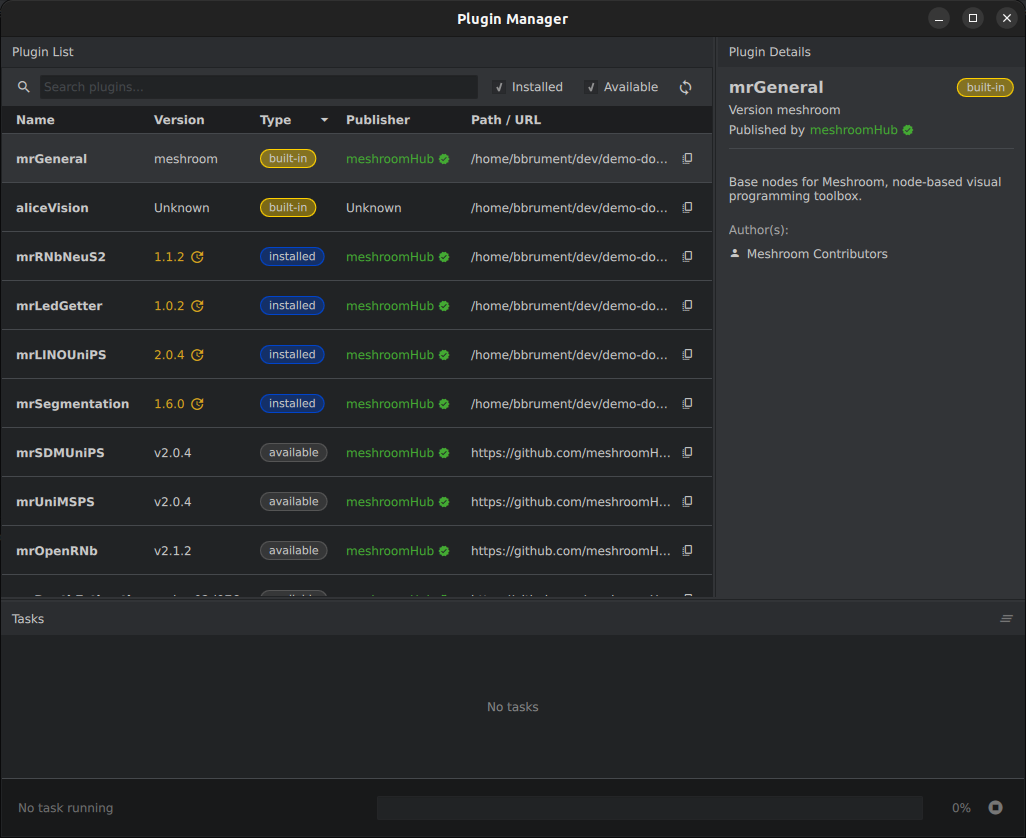 Plugin Manager
Plugin List
Search plugins...
Installed
Available
Name Version Type Publisher Path / URL
mrGeneral meshroom built-in meshroomHub /home/bbrument/dev/demo-do...
aliceVision Unknown built-in Unknown /home/bbrument/dev/demo-do...
mrRNbNeuS2 1.1.2 installed meshroomHub /home/bbrument/dev/demo-do...
mrLedGetter 1.0.2 installed meshroomHub /home/bbrument/dev/demo-do...
mrLINOUniPS 2.0.4 installed meshroomHub /home/bbrument/dev/demo-do...
mrSegmentation 1.6.0 installed meshroomHub /home/bbrument/dev/demo-do...
mrSDMUniPS v2.0.4 available meshroomHub https://github.com/meshroomH...
mrUniMSPS v2.0.4 available meshroomHub https://github.com/meshroomH...
mrOpenRNb v2.1.2 available meshroomHub https://github.com/meshroomH...
Plugin Details
mrGeneral built-in
Version meshroom
Published by meshroomHub
Base nodes for Meshroom, node-based visual
programming toolbox.
Author(s):
Meshroom Contributors
Tasks
No tasks
No task running
0%